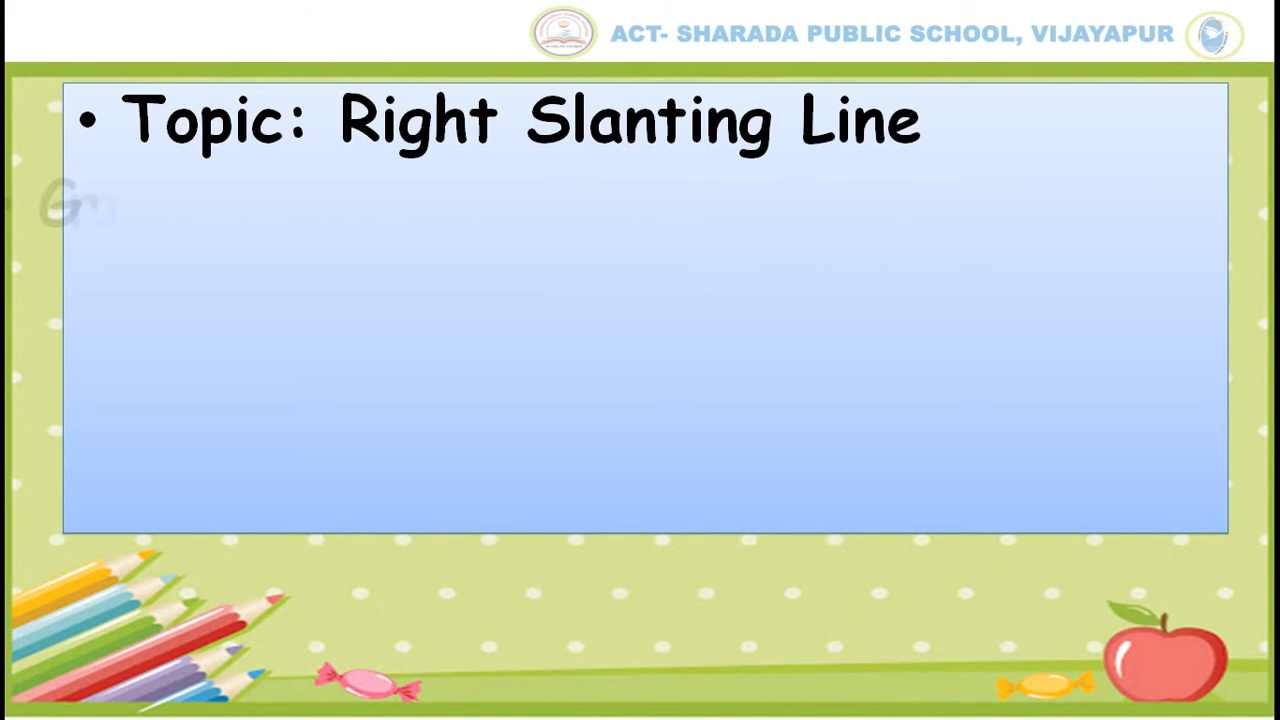 ACT- SHARADA PUBLIC SCHOOL, VIJAYAPUR
• Topic: Right Slanting Line